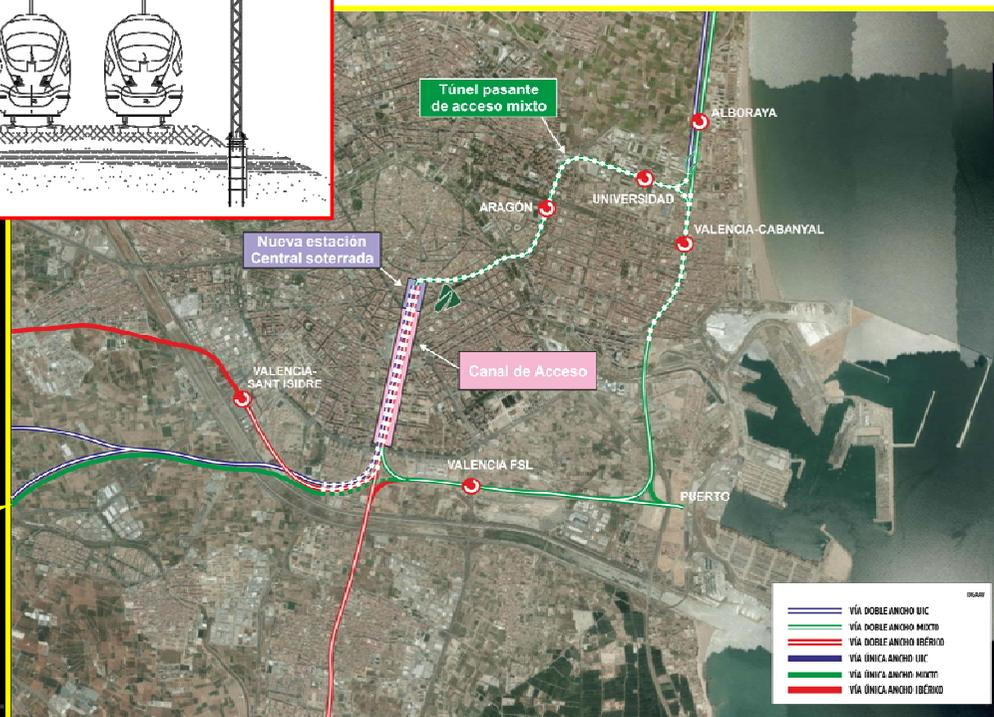 Túnel pasante
de acceso mixto
ALBORAYA
UNIVERSIDAD
ARAGÓN
VALENCIA-CABANYAL
Nueva estación
Central soterrada
Canal de Acceso
VALENCIA-
SANT ISIDRE
VALENCIA FSL
PUERTO
VÍA DOBLE ANCHO UIC
VÍA DOBLE ANCHO MIXTO
VÍA DOBLE ANCHO IBÉRICO
VÍA ÚNICA ANCHO UIC
VÍA ÚNICA ANCHO MIXTO
VÍA ÚNICA ANCHO IBÉRICO